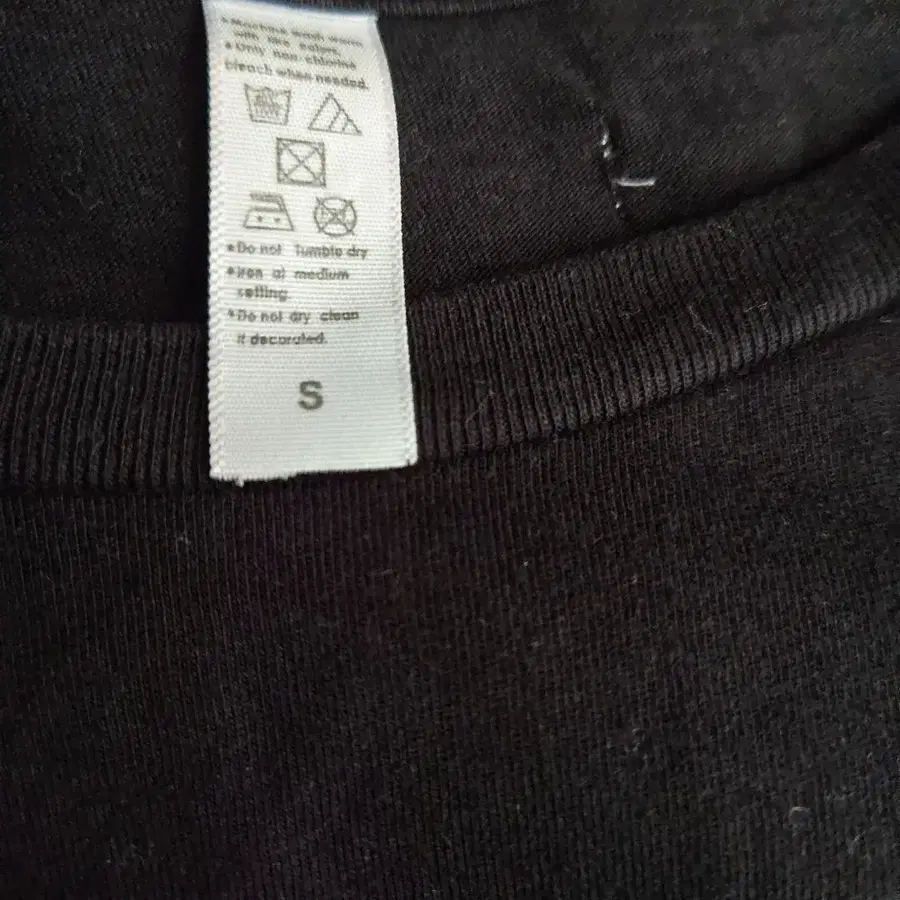 *Machine wash warm
with like colors.
*Only non-chlorine
bleach when needed.
*Do not Tumble dry
*Iron at medium
setting.
*Do not dry clean
if decorated.
S